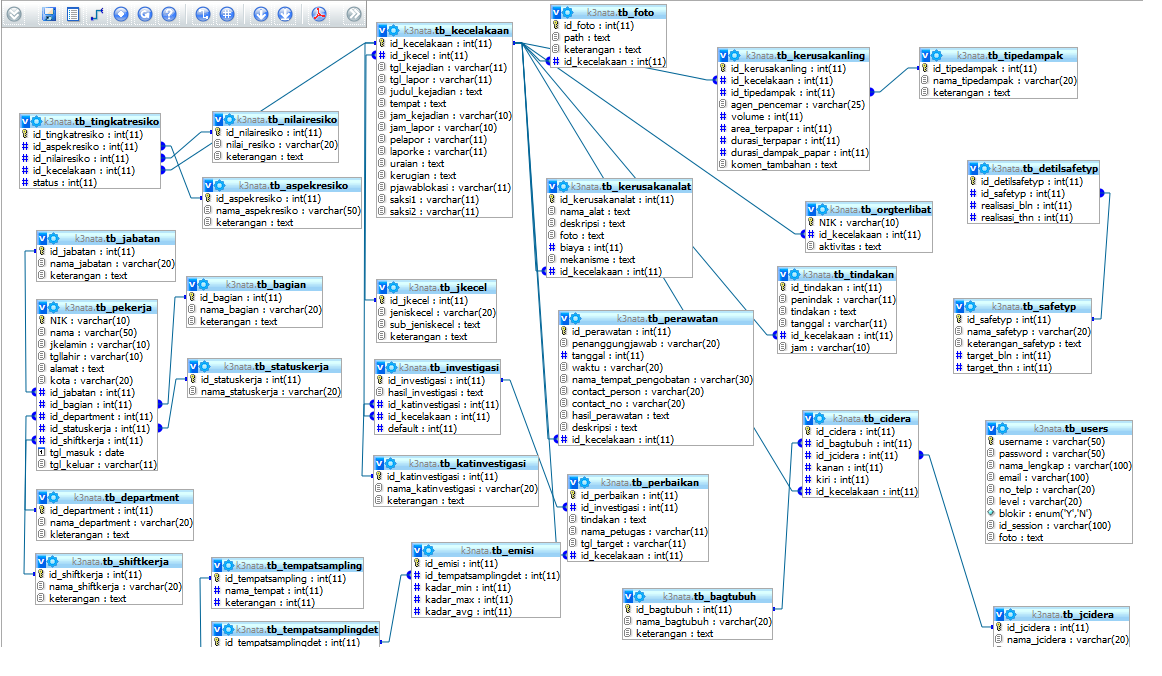 k3nata.tb_kecelakaan
id_kecelakaan : int(11)
id_jkecel : int(11)
tgl_kejadian : varchar(11)
tgl_lapor : varchar(11)
judul_kejadian : text
tempat : text
jam_kejadian : varchar(10)
jam_lapor : varchar(10)
pelapor : int(11)
laporke : int(11)
uraian : text
kerugian : text
pjawablokasi : varchar(11)
saksi1 : varchar(11)
saksi2 : varchar(11)
k3nata.tb_foto
id_foto : int(11)
path : text
keterangan : text
id_kecelakaan : int(11)
k3nata.tb_kerusakanling
id_kerusakanling : int(11)
id_kecelakaan : int(11)
id_tipedampak : int(11)
agen_pencemar : varchar(25)
volume : int(11)
area_terpapar : int(11)
durasi_terpapar : int(11)
durasi_dampak_papar : int(11)
komen_tambahan : text
k3nata.tb_tipedampak
id_tipedampak : int(11)
nama_tipedampak : varchar(20)
keterangan : text
k3nata.tb_tingkatresiko
id_tingkatresiko : int(11)
id_aspekresiko : int(11)
id_nilairesiko : int(11)
id_kecelakaan : int(11)
status : int(11)
k3nata.tb_nilairesiko
id_nilairesiko : int(11)
nilai_resiko : varchar(20)
keterangan : text
k3nata.tb_aspekresiko
id_aspekresiko : int(11)
nama_aspekresiko : varchar(50)
keterangan : text
k3nata.tb_kerusakanalat
id_kerusakanalat : int(11)
nama_alat : text
deskripsi : text
foto : text
biaya : int(11)
mekanisme : text
id_kecelakaan : int(11)
k3nata.tb_orgterlibat
NIK : varchar(10)
id_kecelakaan : int(11)
aktivitas : text
k3nata.tb_detilsafetyp
id_detilsafetyp : int(11)
id_safetyp : int(11)
realisasi_bln : int(11)
realisasi_thn : int(11)
k3nata.tb_jabatan
id_jabatan : int(11)
nama_jabatan : varchar(20)
keterangan : text
k3nata.tb_pekerja
NIK : varchar(10)
nama : varchar(50)
jkelamin : varchar(10)
tgllahir : varchar(10)
alamat : text
kota : varchar(20)
id_jabatan : int(11)
id_bagian : int(11)
id_department : int(11)
id_statuskerja : int(11)
id_shiftkerja : int(11)
tgl_masuk : date
tgl_keluar : varchar(11)
k3nata.tb_bagian
id_bagian : int(11)
nama_bagian : varchar(20)
keterangan : text
k3nata.tb_statuskerja
id_statuskerja : int(11)
nama_statuskerja : varchar(20)
k3nata.tb_jkecel
id_jkecel : int(11)
jeniskecel : varchar(20)
sub_jeniskecel : text
keterangan : text
k3nata.tb_investigasi
id_investigasi : int(11)
hasil_investigasi : text
id_katinvestigasi : int(11)
id_kecelakaan : int(11)
default : int(11)
k3nata.tb_katinvestigasi
id_katinvestigasi : int(11)
nama_katinvestigasi : varchar(20)
keterangan : text
k3nata.tb_perawatan
id_perawatan : int(11)
penanggungjawab : varchar(20)
tanggal : int(11)
waktu : varchar(20)
nama_tempat_pengobatan : varchar(30)
contact_person : varchar(20)
contact_no : varchar(20)
hasil_perawatan : text
deskripsi : text
id_kecelakaan : int(11)
k3nata.tb_tindakan
id_tindakan : int(11)
penindak : varchar(11)
tindakan : text
tanggal : varchar(11)
id_kecelakaan : int(11)
jam : varchar(10)
k3nata.tb_safetyp
id_safetyp : int(11)
nama_safetyp : varchar(20)
keterangan_safetyp : text
target_bln : int(11)
target_thn : int(11)
k3nata.tb_cidera
id_cidera : int(11)
id_bagtubuh : int(11)
id_jcidera : int(11)
kanan : int(11)
kiri : int(11)
id_kecelakaan : int(11)
k3nata.tb_users
username : varchar(50)
password : varchar(50)
nama_lengkap : varchar(100)
email : varchar(100)
no_telp : varchar(20)
level : varchar(20)
blokir : enum('Y','N')
id_session : varchar(100)
foto : text
k3nata.tb_department
id_department : int(11)
nama_department : varchar(20)
kleterangan : text
k3nata.tb_shiftkerja
id_shiftkerja : int(11)
nama_shiftkerja : varchar(20)
keterangan : text
k3nata.tb_tempatsampling
id_tempatsampling : int(11)
nama_tempat : int(11)
keterangan : int(11)
k3nata.tb_tempatsamplingdet
id_tempatsamplingdet : int(11)
k3nata.tb_emisi
id_emisi : int(11)
id_tempatsamplingdet : int(11)
kadar_min : int(11)
kadar_max : int(11)
kadar_avg : int(11)
k3nata.tb_perbaikan
id_perbaikan : int(11)
id_investigasi : int(11)
tindakan : text
nama_petugas : varchar(11)
tgl_target : varchar(11)
id_kecelakaan : int(11)
k3nata.tb_bagtubuh
id_bagtubuh : int(11)
nama_bagtubuh : varchar(20)
keterangan : text
k3nata.tb_jcidera
id_jcidera : int(11)
nama_jcidera : varchar(20)